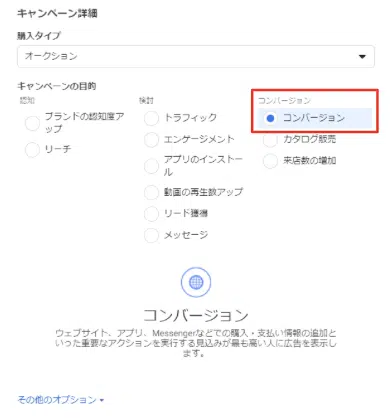 キャンペーン詳細
購入タイプ
オークション
キャンペーンの目的
認知
ブランドの認知度ア
ップ
リーチ
検討
トラフィック
エンゲージメント
アプリのインストー
ル
動画の再生数アップ
リード獲得
メッセージ
コンバージョン
コンバージョン
カタログ販売
来店数の増加
コンバージョン
ウェブサイト、アプリ、Messengerなどでの購入・支払い情報の追加と
いった重要なアクションを実行する見込みが最も高い人に広告を表示し
ます。
その他のオプション